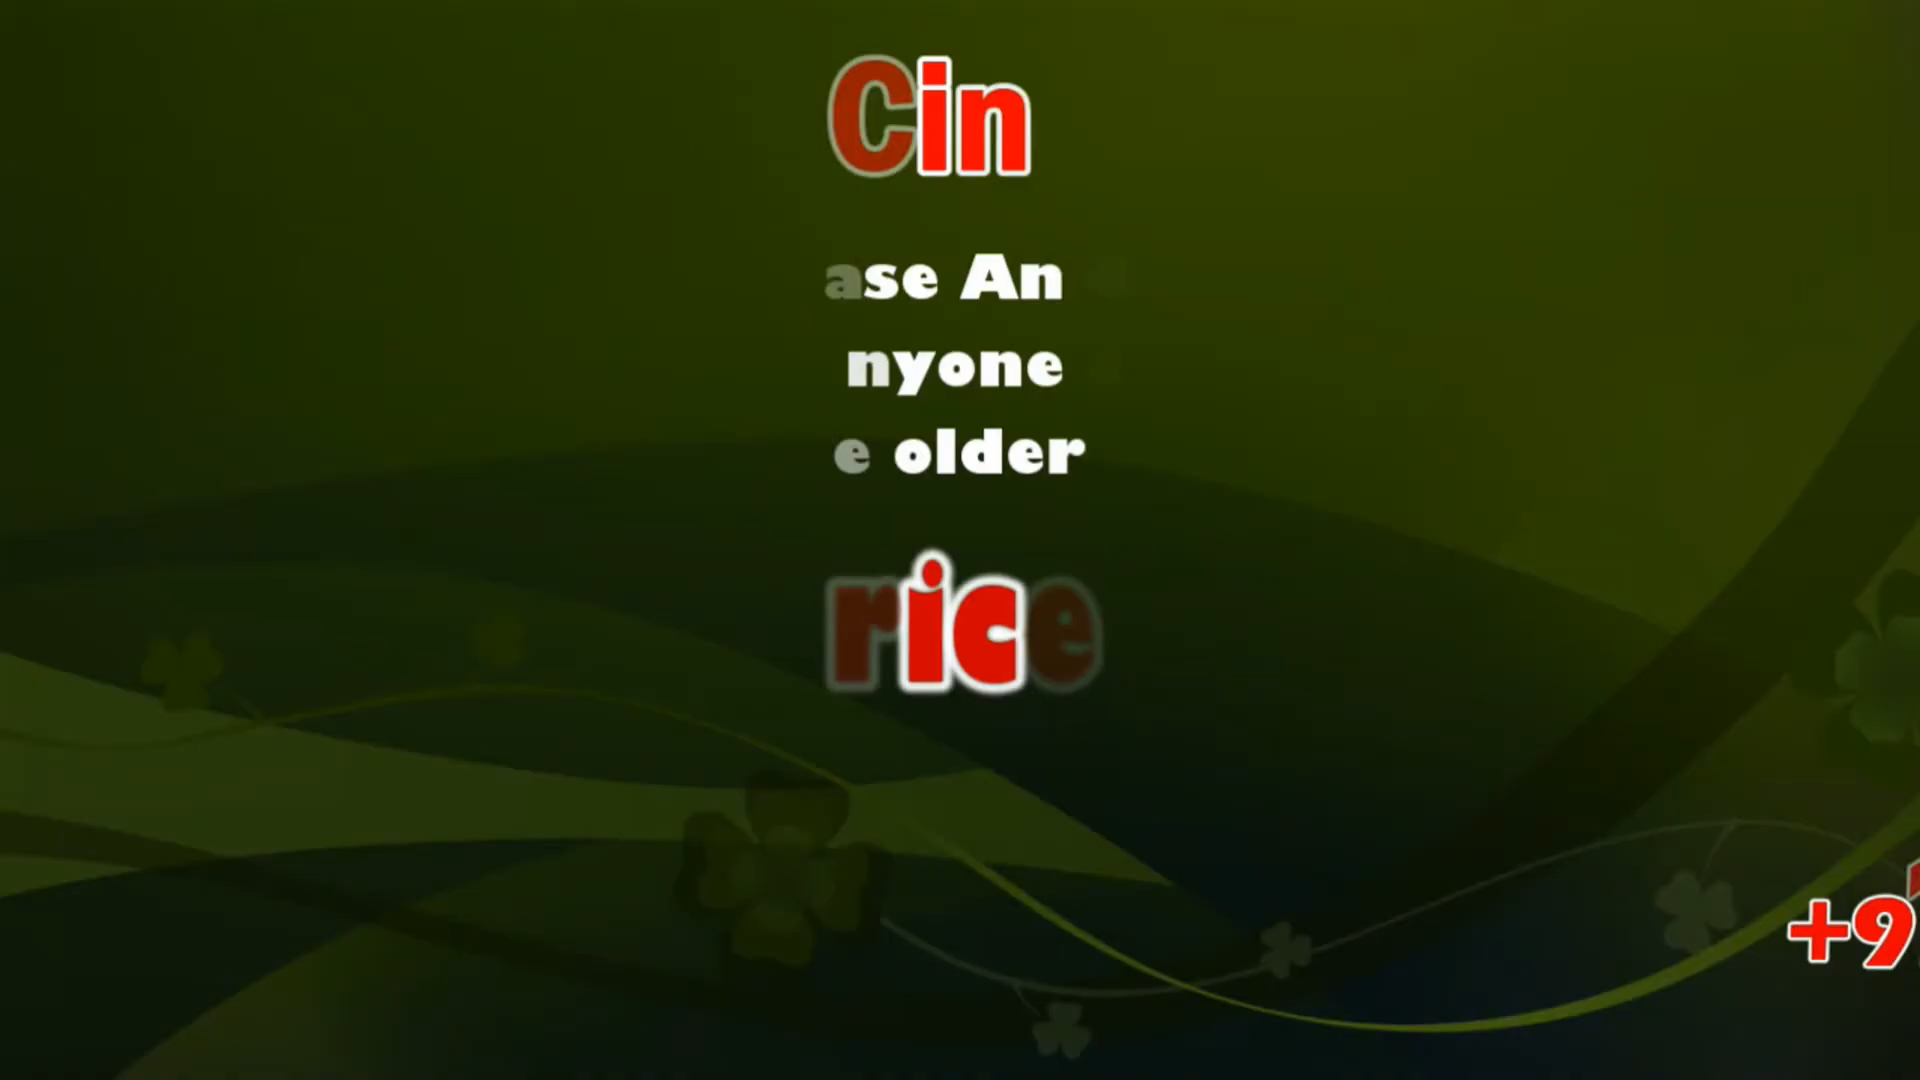 Cin
ase An
nyone
e older
rice
+9